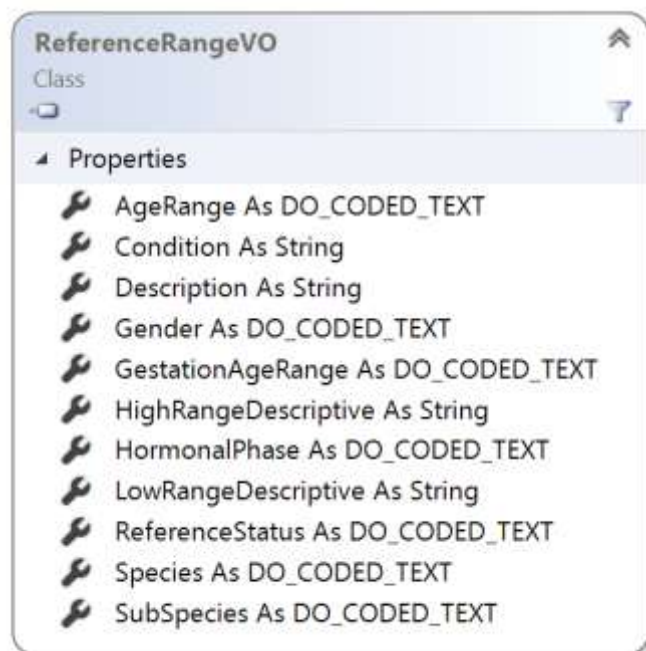 ReferenceRangeVO
Class
Properties
AgeRange As DO_CODED_TEXT
Condition As String
Description As String
Gender As DO_CODED_TEXT
GestationAgeRange As DO_CODED_TEXT
HighRangeDescriptive As String
HormonalPhase As DO_CODED_TEXT
LowRangeDescriptive As String
ReferenceStatus As DO_CODED_TEXT
Species As DO_CODED_TEXT
SubSpecies As DO_CODED_TEXT